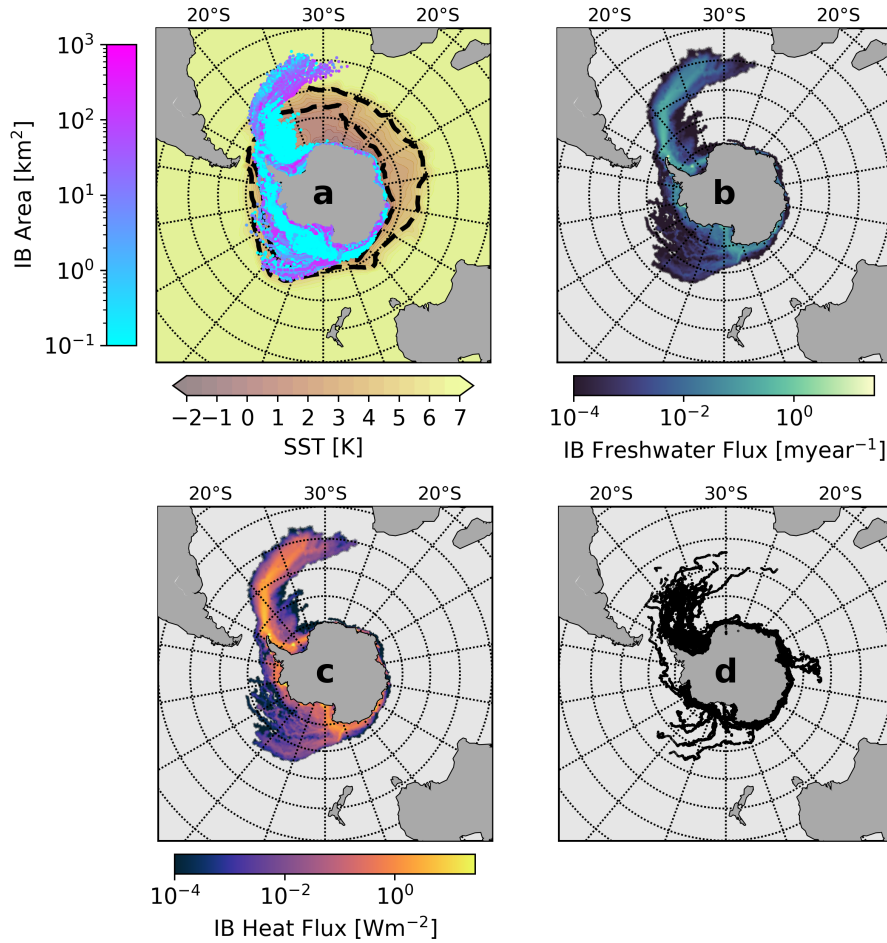 20°S 30°S 20°S
20°S 30°S 20°S
10³
10²
10¹
10⁰
10⁻¹
IB Area [km²]
a
b
−2 −1 0 1 2 3 4 5 6 7
SST [K]
10⁻⁴ 10⁻² 10⁰
IB Freshwater Flux [myear⁻¹]
20°S 30°S 20°S
20°S 30°S 20°S
c
d
10⁻⁴ 10⁻² 10⁰
IB Heat Flux [Wm⁻²]